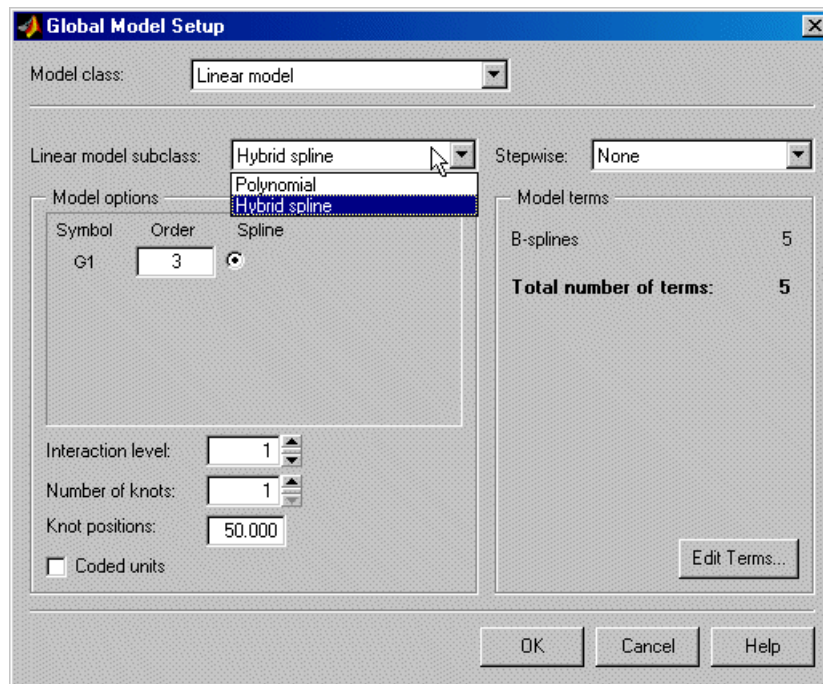 Global Model Setup
Model class: Linear model
Linear model subclass: Hybrid spline Stepwise: None
Polynomial
Hybrid spline
Model options
Symbol Order Spline
G1 3
Interaction level: 1
Number of knots: 1
Knot positions: 50.000
Coded units
Model terms
B-splines 5
Total number of terms: 5
Edit Terms...
OK Cancel Help